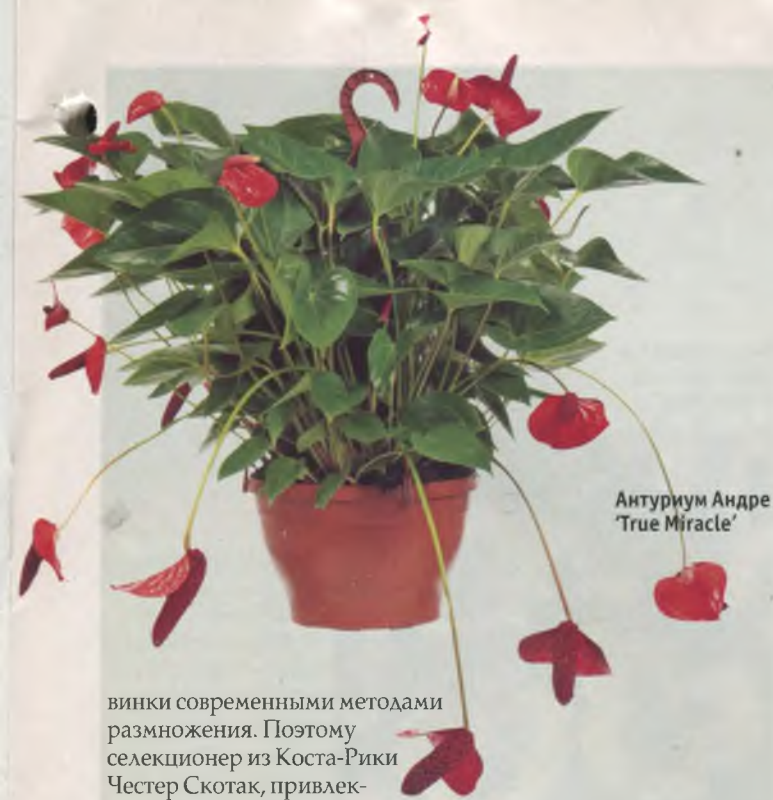 Антуриум Андре
‘True Miracle’
винки современными методами
размножения. Поэтому
селекционер из Коста-Рики
Честер Скотак, привлек-